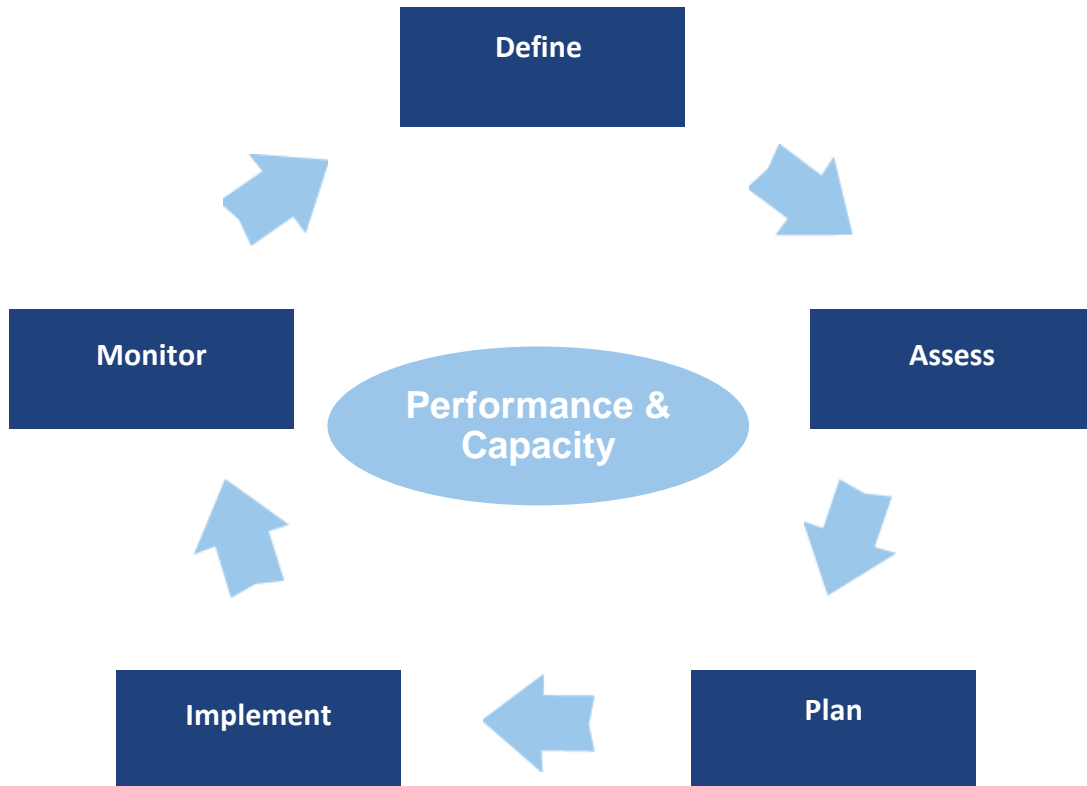 Define
Monitor
Assess
Performance &
Capacity
Implement
Plan